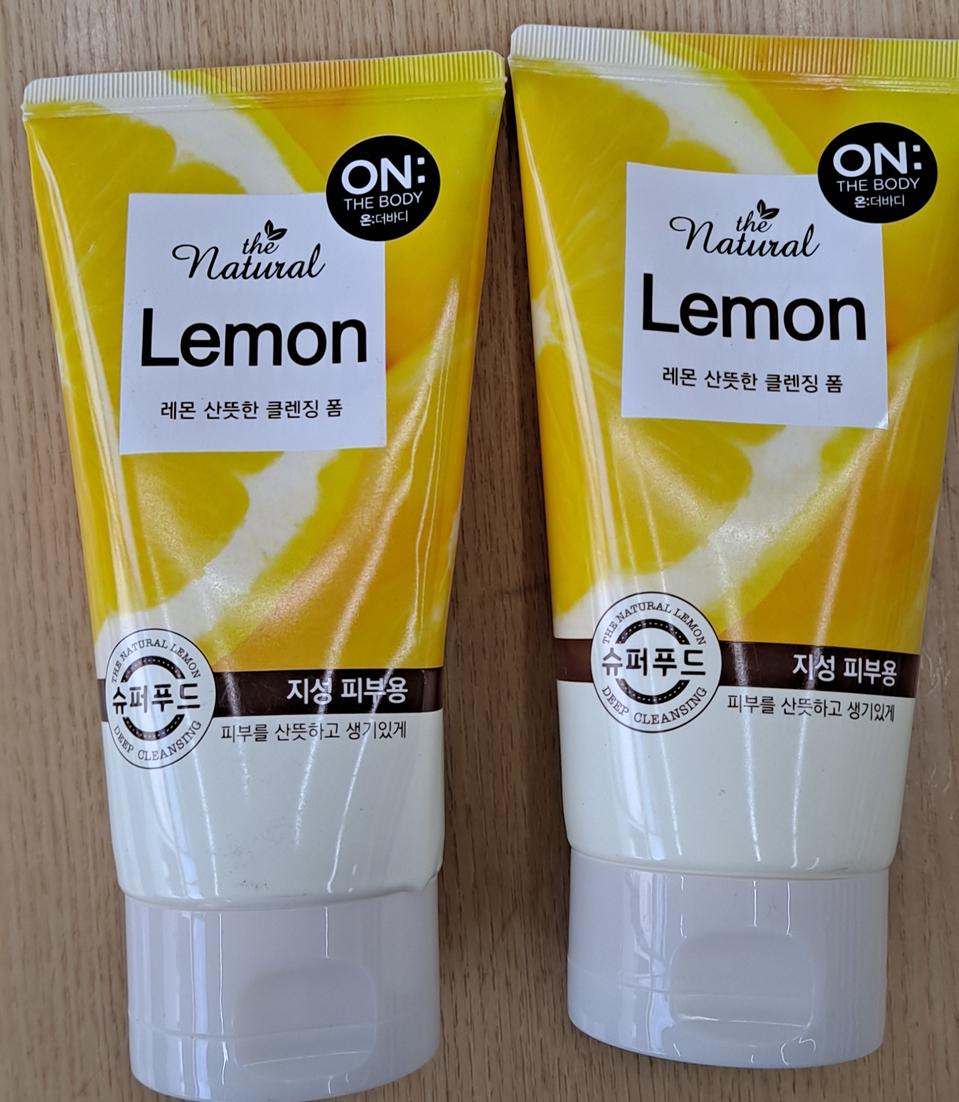 ON:
THE BODY
온:더바디
the
Natural
Lemon
레몬 산뜻한 클렌징 폼
THE NATURAL LEMON
슈퍼푸드
DEEP CLEANSING
지성 피부용
피부를 산뜻하고 생기있게
ON:
THE BODY
온:더바디
the
Natural
Lemon
레몬 산뜻한 클렌징 폼
THE NATURAL LEMON
슈퍼푸드
DEEP CLEANSING
지성 피부용
피부를 산뜻하고 생기있게